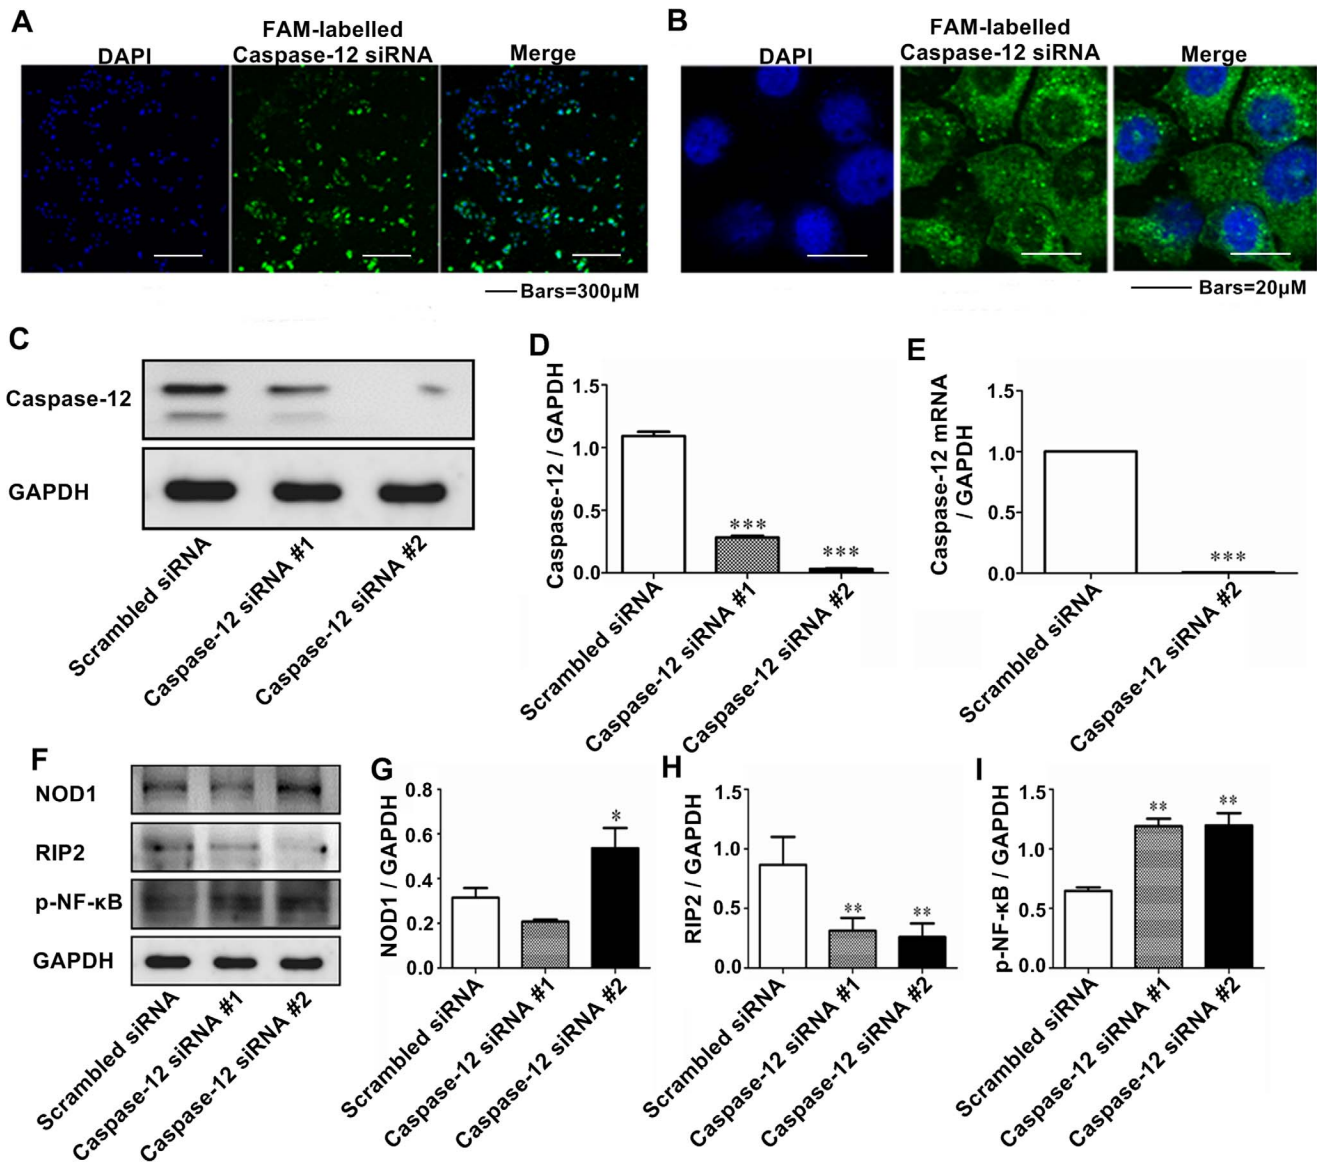 A
DAPI
FAM-labelled
Caspase-12 siRNA
Merge
Bars=300μM
B
DAPI
FAM-labelled
Caspase-12 siRNA
Merge
Bars=20μM
C
Caspase-12
GAPDH
Scrambled siRNA
Caspase-12 siRNA #1
Caspase-12 siRNA #2
D
Caspase-12 / GAPDH
1.5
1.0
0.5
0.0
***
***
Scrambled siRNA
Caspase-12 siRNA #1
Caspase-12 siRNA #2
E
Caspase-12 mRNA
/ GAPDH
1.5
1.0
0.5
0.0
***
Scrambled siRNA
Caspase-12 siRNA #2
F
NOD1
RIP2
p-NF-κB
GAPDH
Scrambled siRNA
Caspase-12 siRNA #1
Caspase-12 siRNA #2
G
NOD1 / GAPDH
0.8
0.6
0.4
0.2
0.0
*
Scrambled siRNA
Caspase-12 siRNA #1
Caspase-12 siRNA #2
H
RIP2 / GAPDH
1.5
1.0
0.5
0.0
**
**
Scrambled siRNA
Caspase-12 siRNA #1
Caspase-12 siRNA #2
I
p-NF-κB / GAPDH
1.5
1.0
0.5
0.0
**
**
Scrambled siRNA
Caspase-12 siRNA #1
Caspase-12 siRNA #2